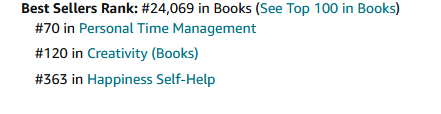 Best Sellers Rank: #24,069 in Books (See Top 100 in Books)
#70 in Personal Time Management
#120 in Creativity (Books)
#363 in Happiness Self-Help